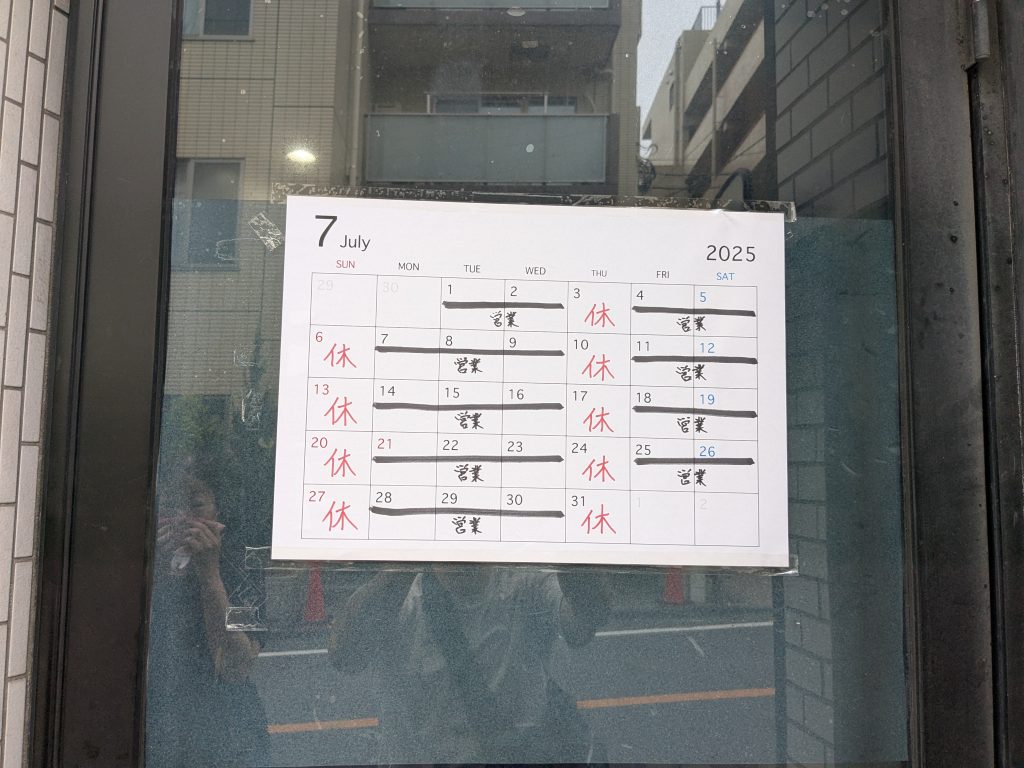 7 July
2025
SUN MON TUE WED THU FRI SAT
29 30 1 2 3 4 5
営業 休 営業
6 7 8 9 10 11 12
休 営業 休 営業
13 14 15 16 17 18 19
休 営業 休 営業
20 21 22 23 24 25 26
休 営業 休 営業
27 28 29 30 31 1 2
休 営業 休